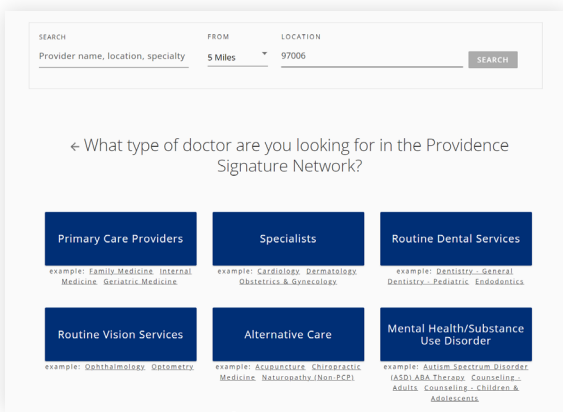 SEARCH
FROM
LOCATION
Provider name, location, specialty
5 Miles
97006
SEARCH
← What type of doctor are you looking for in the Providence
Signature Network?
Primary Care Providers
example: Family Medicine Internal
Medicine Geriatric Medicine
Specialists
example: Cardiology Dermatology
Obstetrics & Gynecology
Routine Dental Services
example: Dentistry - General
Dentistry - Pediatric Endodontics
Routine Vision Services
example: Ophthalmology Optometry
Alternative Care
example: Acupuncture Chiropractic
Medicine Naturopathy (Non-PCP)
Mental Health/Substance
Use Disorder
example: Autism Spectrum Disorder
(ASD) ABA Therapy Counseling -
Adults Counseling - Children &
Adolescents